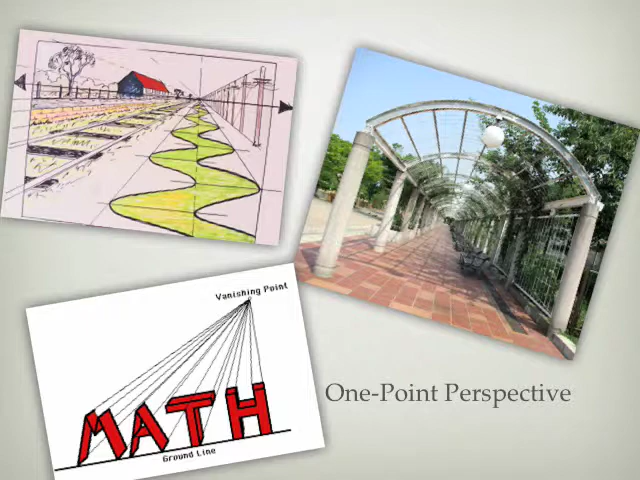 Vanishing Point
MATH
Ground Line
One-Point Perspective